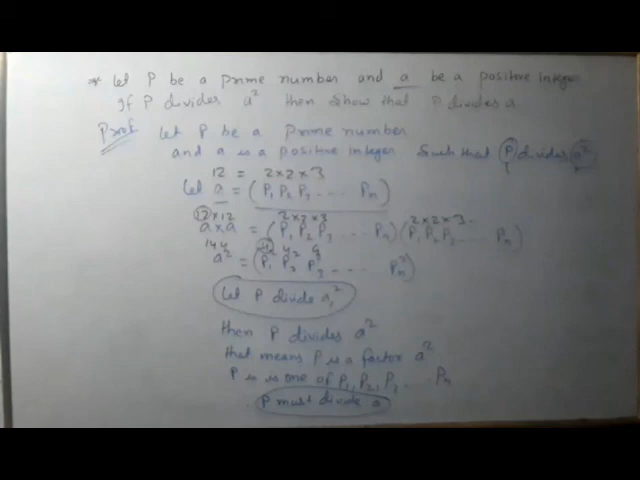 * Let P be a prime number and a be a positive integer
If P divides a² then show that P divides a.
Proof Let P be a prime number
and a is a positive integer such that P divides a²
12 = 2×2×3
Let a = (P₁ P₂ P₃ ... ... Pₙ)
12×12 2×2×3 2×2×3
a×a = (P₁ P₂ P₃ ... Pₙ)(P₁ P₂ P₃ ... Pₙ)
144
a² = (P₁² P₂² P₃² ... ... Pₙ²)
Let P divide a²
then P divides a²
that means P is a factor a²
P is is one of P₁, P₂, P₃ ... Pₙ
P must divide a